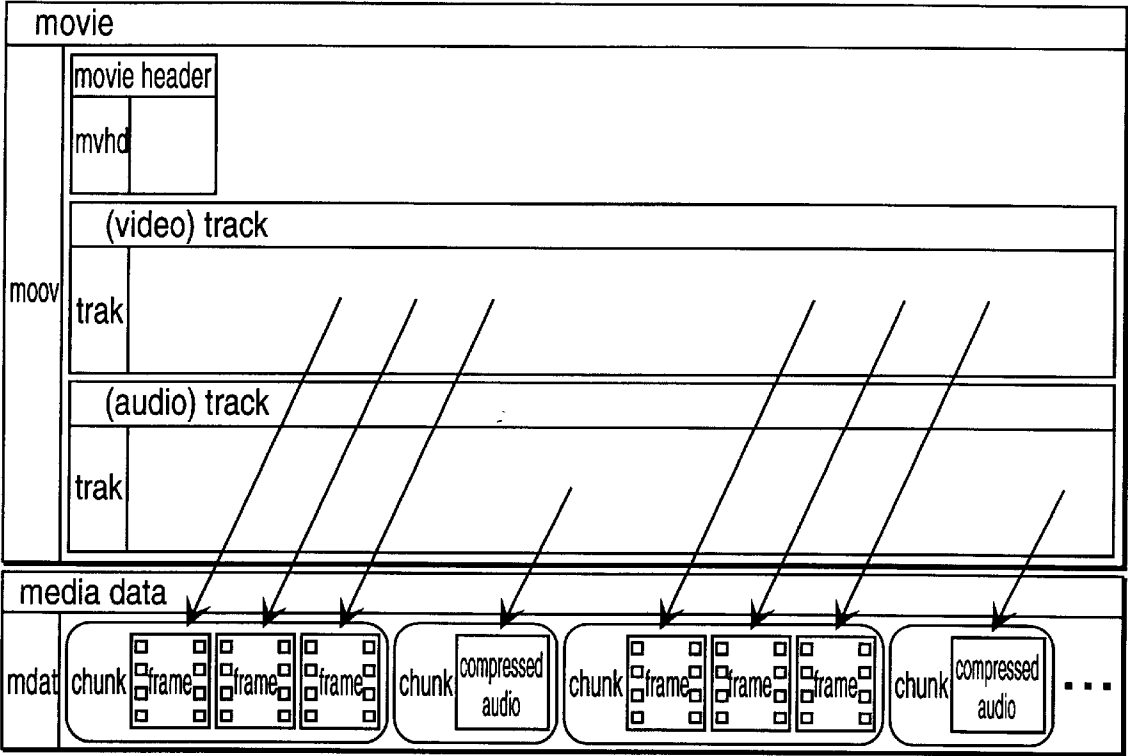 movie
movie header
mvhd
(video) track
moov
trak
(audio) track
trak
media data
mdat
chunk frame frame frame chunk compressed audio chunk frame frame frame chunk compressed audio